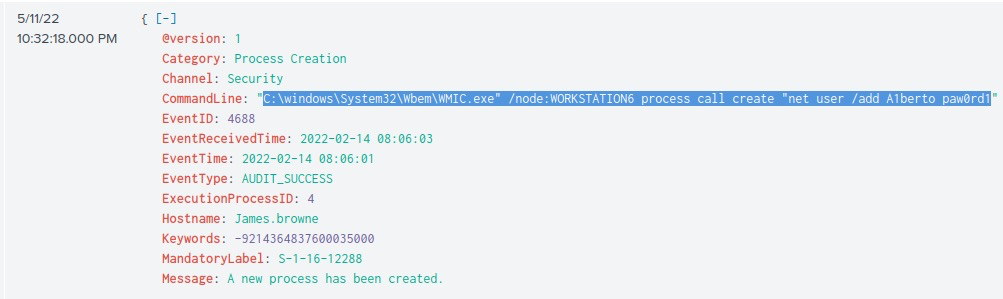 5/11/22 { [-]
10:32:18.000 PM @version: 1
Category: Process Creation
Channel: Security
CommandLine: "C:\windows\System32\Wbem\WMIC.exe" /node:WORKSTATION6 process call create "net user /add A1berto paw0rd1"
EventID: 4688
EventReceivedTime: 2022-02-14 08:06:03
EventTime: 2022-02-14 08:06:01
EventType: AUDIT_SUCCESS
ExecutionProcessID: 4
Hostname: James.browne
Keywords: -9214364837600035000
MandatoryLabel: S-1-16-12288
Message: A new process has been created.